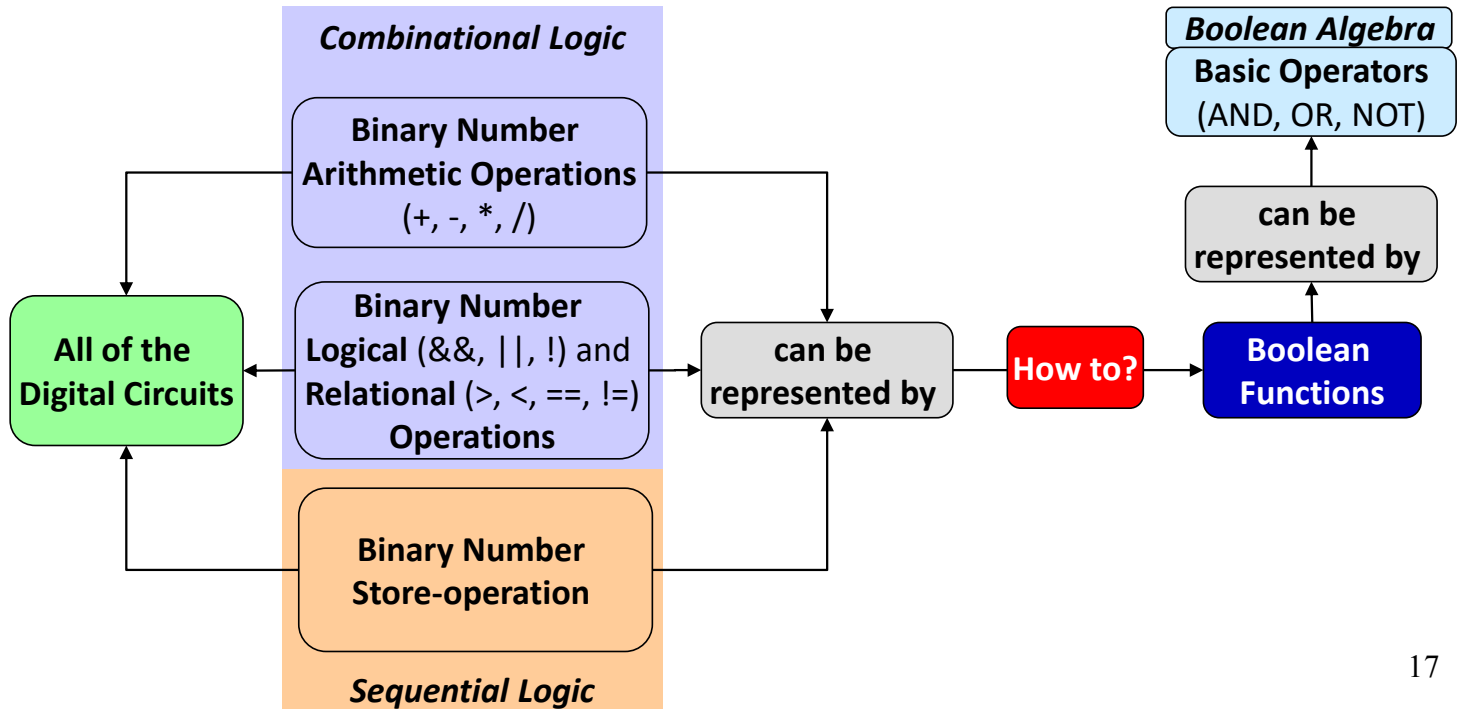 Combinational Logic
Binary Number
Arithmetic Operations
(+, -, *, /)
Binary Number
Logical (&&, ||, !) and
Relational (>, <, ==, !=)
Operations
Binary Number
Store-operation
Sequential Logic
All of the
Digital Circuits
can be
represented by
How to?
Boolean
Functions
can be
represented by
Boolean Algebra
Basic Operators
(AND, OR, NOT)
17